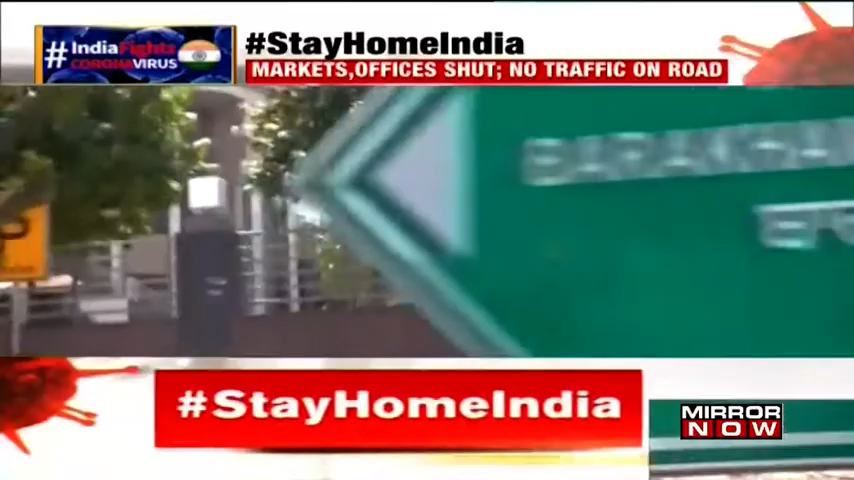 #IndiaFights
CORONAVIRUS
#StayHomeIndia
MARKETS,OFFICES SHUT; NO TRAFFIC ON ROAD
#StayHomeIndia
MIRROR
NOW